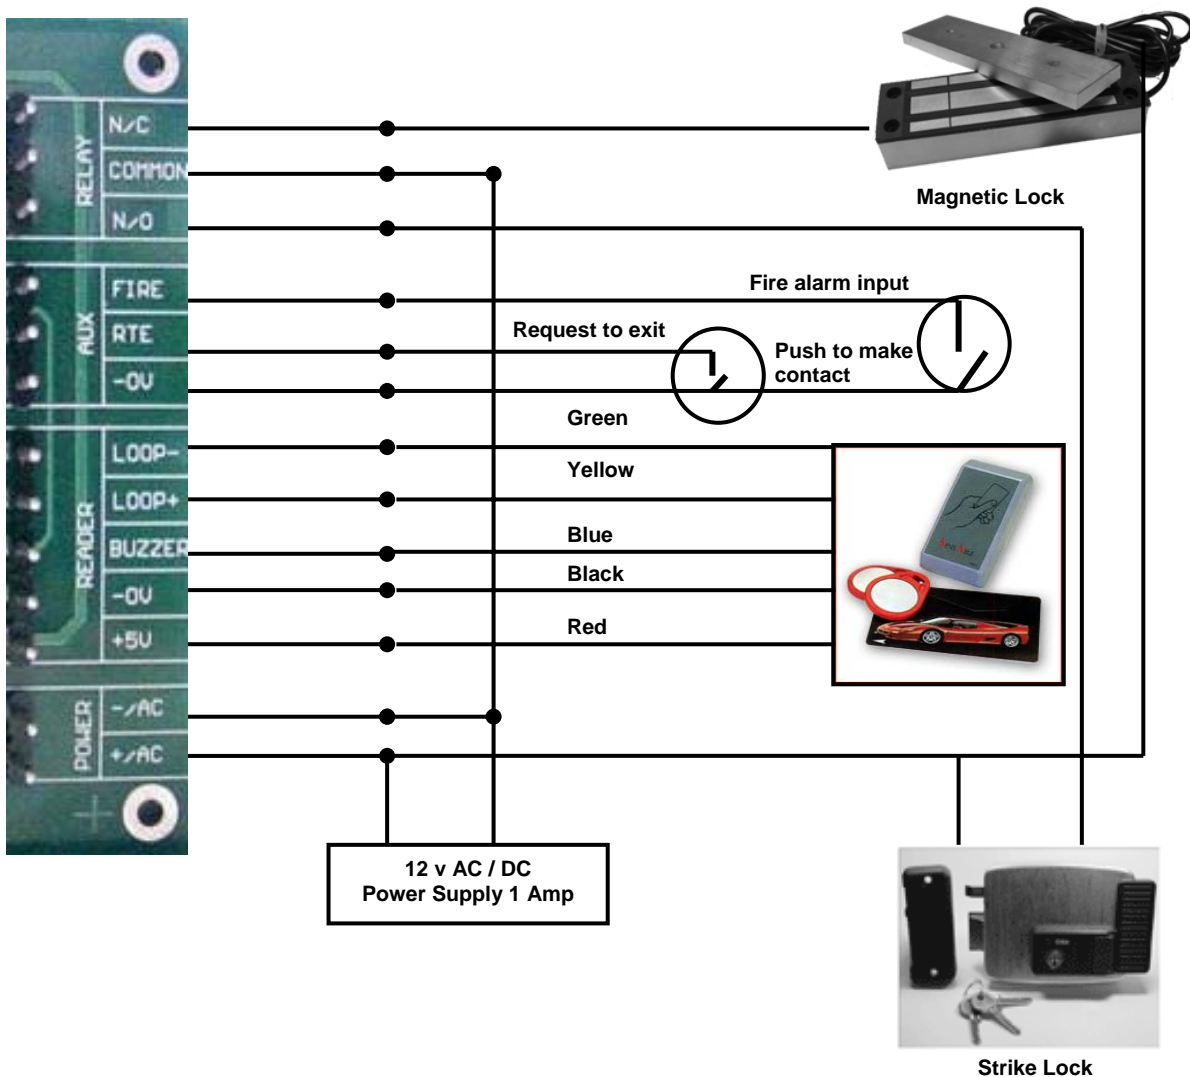 N/C
Magnetic Lock
COMMON
RELAY
N/O
FIRE
Fire alarm input
RTE
Request to exit
AUX
Push to make
contact
-0V
Green
LOOP-
Yellow
LOOP+
Blue
BUZZER
READER
Black
-0V
Red
+5V
-/AC
POWER
+/AC
12 v AC / DC
Power Supply 1 Amp
Strike Lock